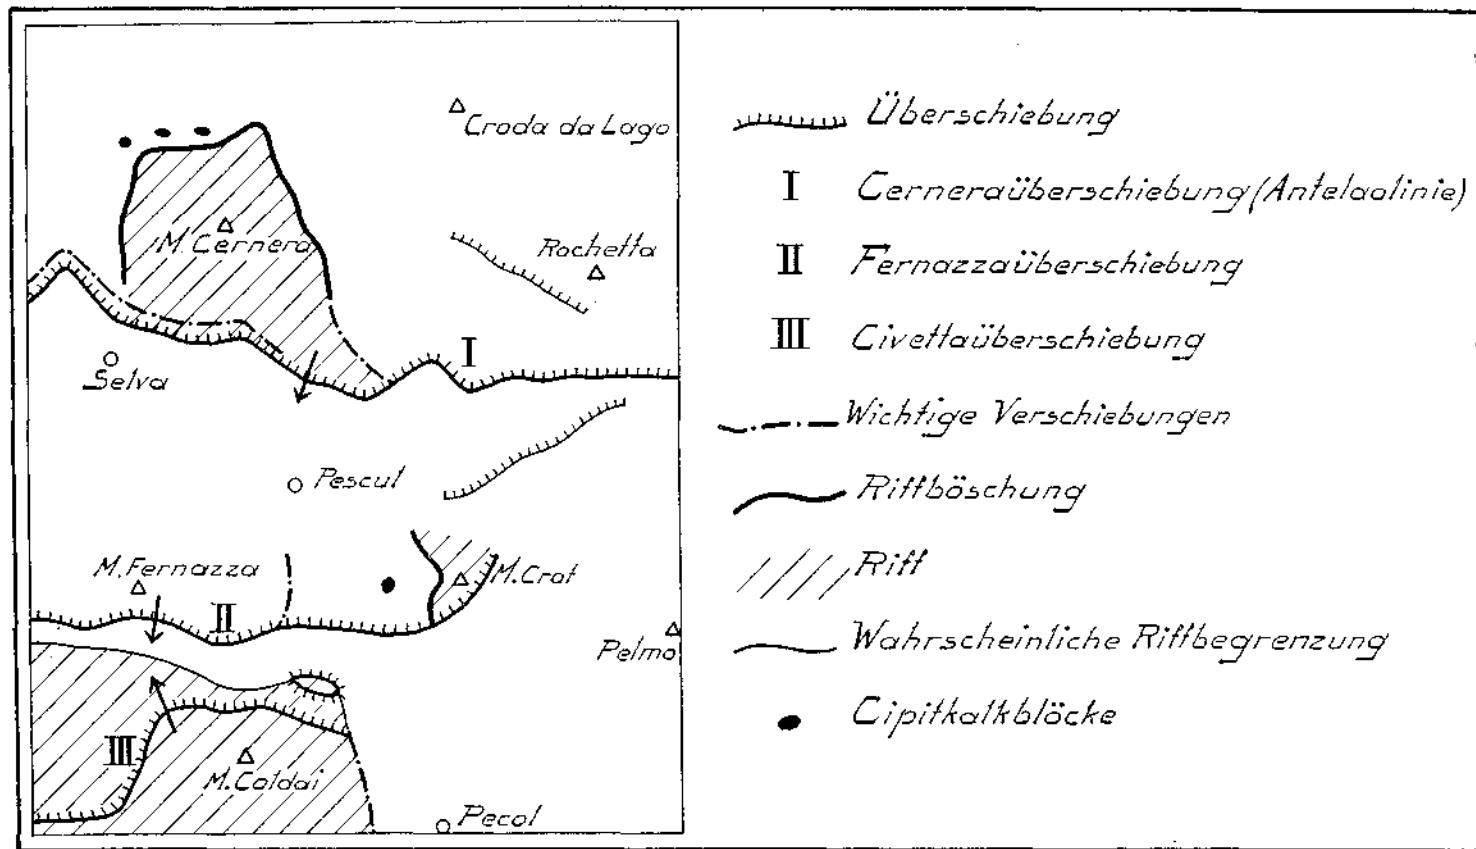 Croda da Lago
M. Cernera
Rochetta
I
Selva
Pescul
M. Fernazza
II
M. Crot
Pelmo
III
M. Coldai
Pecol
Überschiebung
I Cerneraüberschiebung (Antelaolinie)
II Fernazzaüberschiebung
III Civettaüberschiebung
Wichtige Verschiebungen
Riffböschung
Riff
Wahrscheinliche Riffbegrenzung
Cipitkalkblöcke